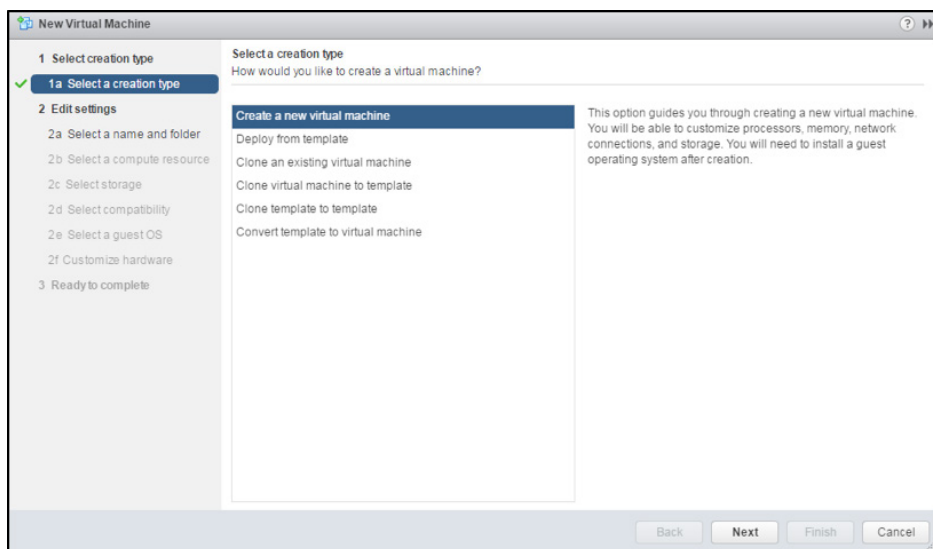 New Virtual Machine
?
1 Select creation type
1a Select a creation type
2 Edit settings
2a Select a name and folder
2b Select a compute resource
2c Select storage
2d Select compatibility
2e Select a guest OS
2f Customize hardware
3 Ready to complete
Select a creation type
How would you like to create a virtual machine?
Create a new virtual machine
Deploy from template
Clone an existing virtual machine
Clone virtual machine to template
Clone template to template
Convert template to virtual machine
This option guides you through creating a new virtual machine.
You will be able to customize processors, memory, network
connections, and storage. You will need to install a guest
operating system after creation.
Back Next Finish Cancel